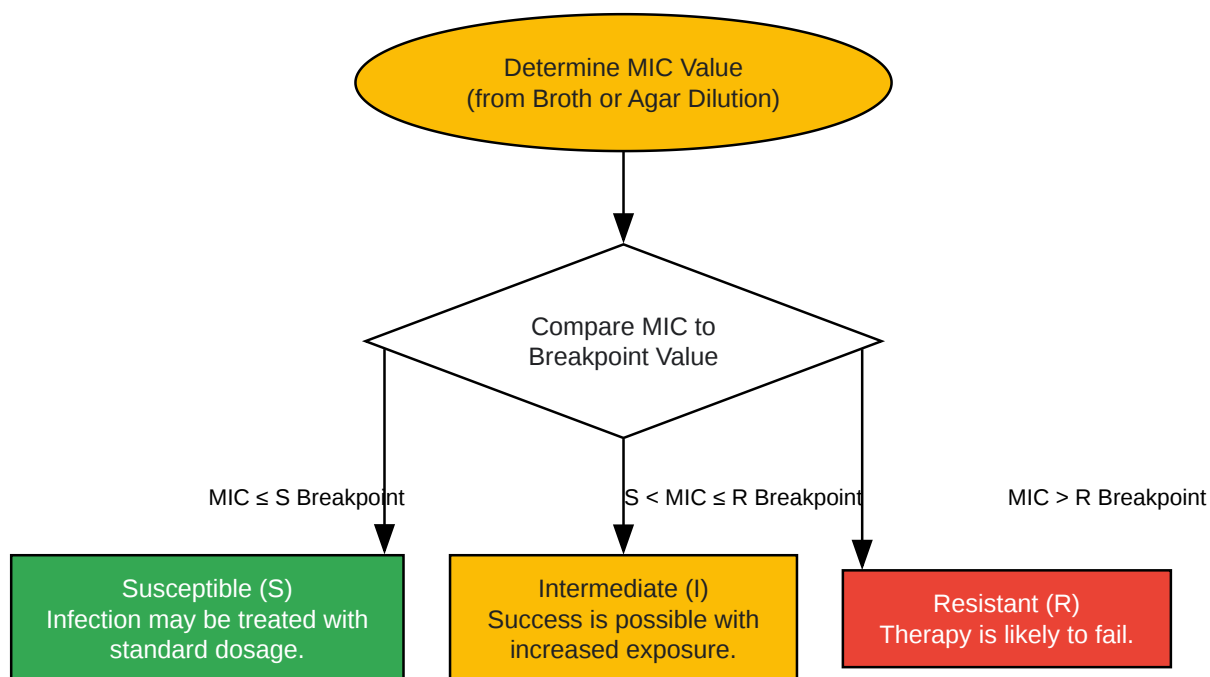 Determine MIC Value
(from Broth or Agar Dilution)
Compare MIC to
Breakpoint Value
MIC ≤ S Breakpoint
S < MIC ≤ R Breakpoint
MIC > R Breakpoint
Susceptible (S)
Infection may be treated with
standard dosage.
Intermediate (I)
Success is possible with
increased exposure.
Resistant (R)
Therapy is likely to fail.